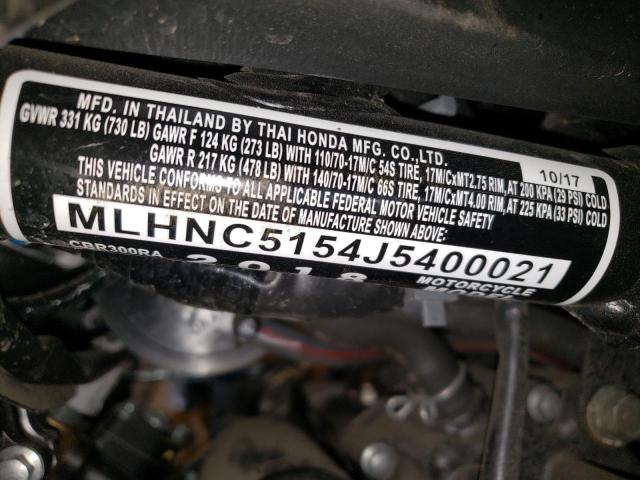 MFD. IN THAILAND BY THAI HONDA MFG. CO.,LTD. 10/17
GVWR 331 KG (730 LB) GAWR F 124 KG (273 LB) WITH 110/70-17M/C 54S TIRE, 17M/CxMT2.75 RIM, AT 200 KPA (29 PSI) COLD
GAWR R 217 KG (478 LB) WITH 140/70-17M/C 66S TIRE, 17M/CxMT4.00 RIM, AT 225 KPA (33 PSI) COLD
THIS VEHICLE CONFORMS TO ALL APPLICABLE FEDERAL MOTOR VEHICLE SAFETY
STANDARDS IN EFFECT ON THE DATE OF MANUFACTURE SHOWN ABOVE:
MLHNC5154J5400021
CBR300RA 2018 MOTORCYCLE